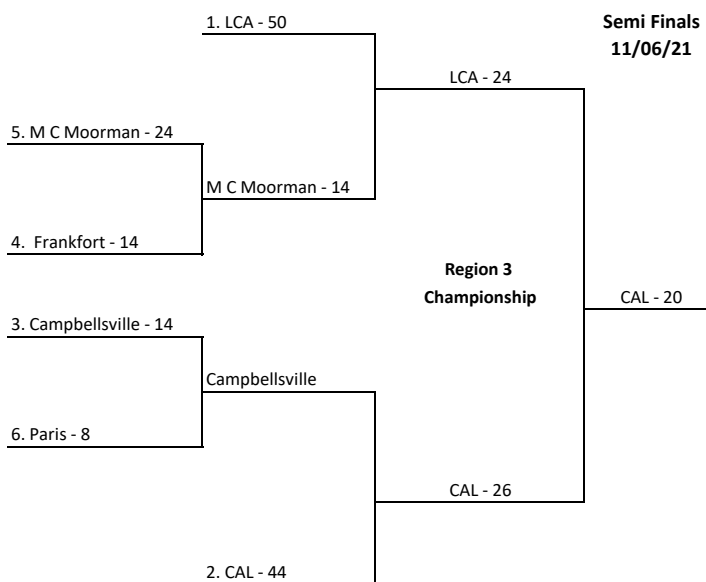 1. LCA - 50
Semi Finals
11/06/21
LCA - 24
5. M C Moorman - 24
M C Moorman - 14
4. Frankfort - 14
Region 3
Championship
CAL - 20
3. Campbellsville - 14
Campbellsville
6. Paris - 8
CAL - 26
2. CAL - 44